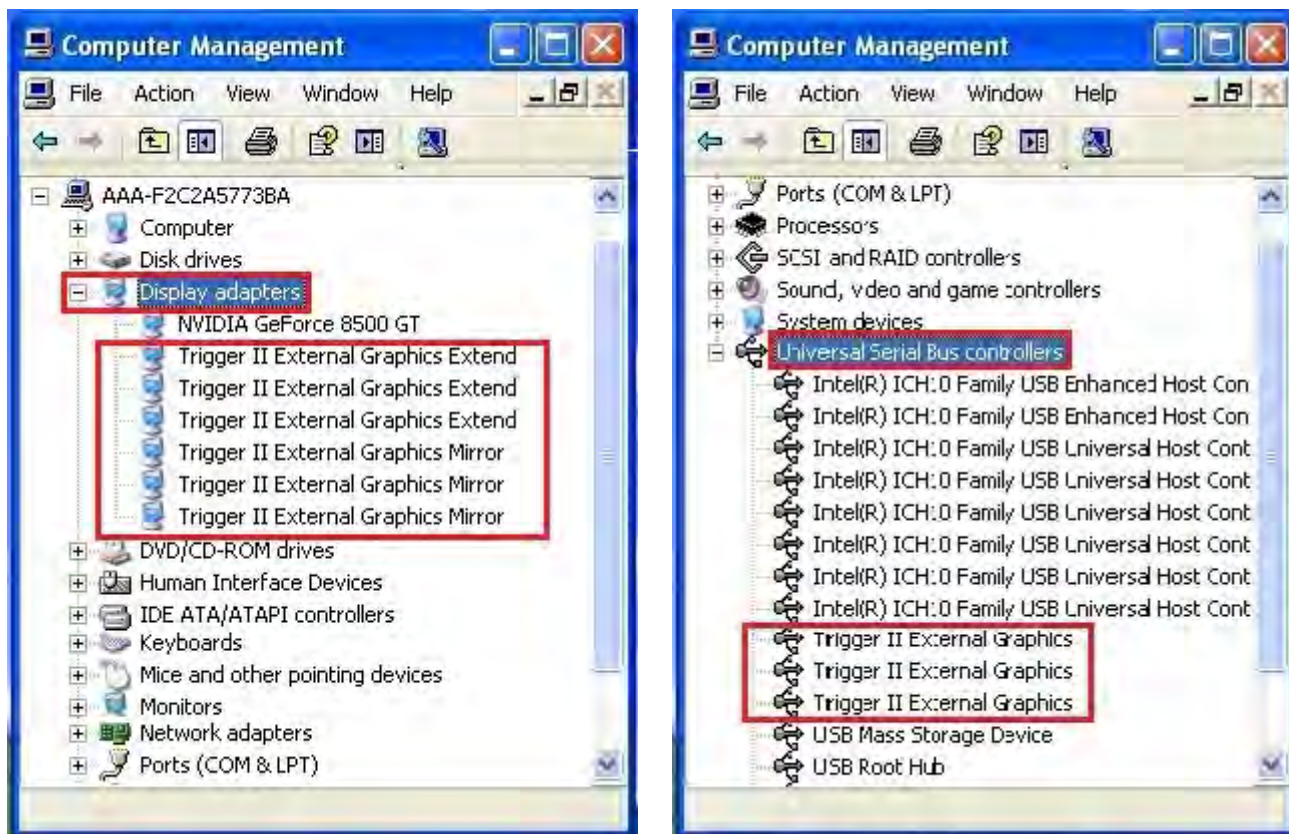 Computer Management
File Action View Window Help
AAA-F2C2A5773BA
Computer
Disk drives
Display adapters
NVIDIA GeForce 8500 GT
Trigger II External Graphics Extend
Trigger II External Graphics Extend
Trigger II External Graphics Extend
Trigger II External Graphics Mirror
Trigger II External Graphics Mirror
Trigger II External Graphics Mirror
DVD/CD-ROM drives
Human Interface Devices
IDE ATA/ATAPI controllers
Keyboards
Mice and other pointing devices
Monitors
Network adapters
Ports (COM & LPT)
Computer Management
File Action View Window Help
Ports (COM & LPT)
Processors
SCSI and RAID controllers
Sound, video and game controllers
System devices
Universal Serial Bus controllers
Intel(R) ICH10 Family USB Enhanced Host Con
Intel(R) ICH10 Family USB Enhanced Host Con
Intel(R) ICH10 Family USB Universal Host Cont
Intel(R) ICH10 Family USB Universal Host Cont
Intel(R) ICH10 Family USB Universal Host Cont
Intel(R) ICH10 Family USB Universal Host Cont
Intel(R) ICH10 Family USB Universal Host Cont
Intel(R) ICH10 Family USB Universal Host Cont
Trigger II External Graphics
Trigger II External Graphics
Trigger II External Graphics
USB Mass Storage Device
USB Root Hub